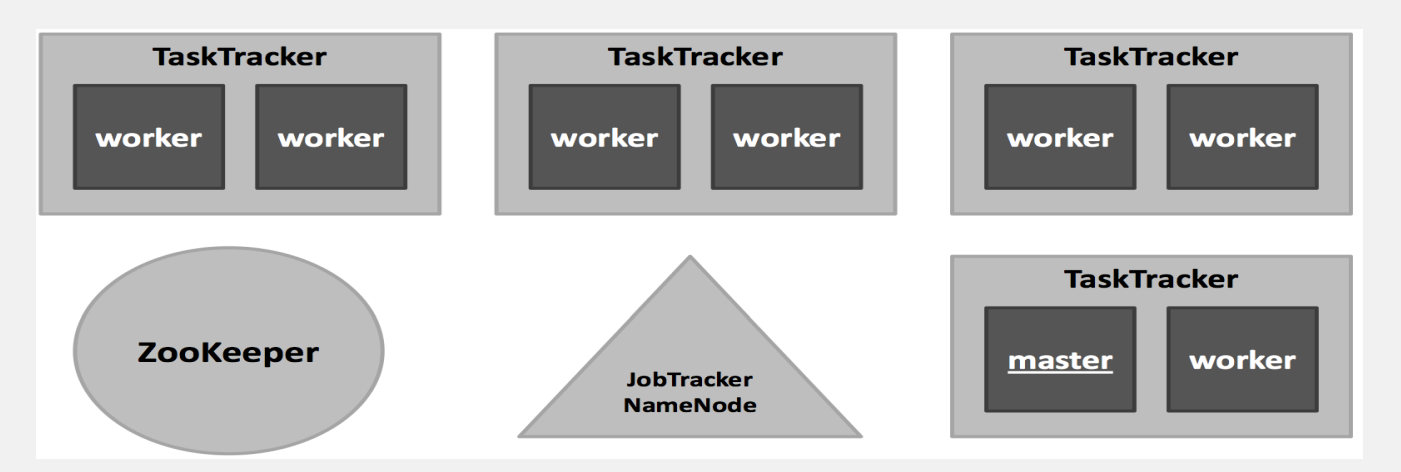 TaskTracker
worker worker
TaskTracker
worker worker
TaskTracker
worker worker
ZooKeeper
JobTracker
NameNode
TaskTracker
master worker